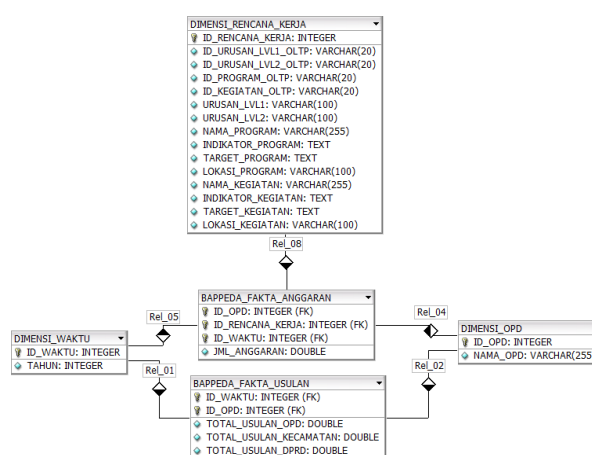 DIMENSI_RENCANA_KERJA
ID_RENCANA_KERJA: INTEGER
ID_URUSAN_LVL1_OLTP: VARCHAR(20)
ID_URUSAN_LVL2_OLTP: VARCHAR(20)
ID_PROGRAM_OLTP: VARCHAR(20)
ID_KEGIATAN_OLTP: VARCHAR(20)
URUSAN_LVL1: VARCHAR(100)
URUSAN_LVL2: VARCHAR(100)
NAMA_PROGRAM: VARCHAR(255)
INDIKATOR_PROGRAM: TEXT
TARGET_PROGRAM: TEXT
LOKASI_PROGRAM: VARCHAR(100)
NAMA_KEGIATAN: VARCHAR(255)
INDIKATOR_KEGIATAN: TEXT
TARGET_KEGIATAN: TEXT
LOKASI_KEGIATAN: VARCHAR(100)
Rel_08
BAPPEDA_FAKTA_ANGGARAN
ID_OPD: INTEGER (FK)
ID_RENCANA_KERJA: INTEGER (FK)
ID_WAKTU: INTEGER (FK)
JML_ANGGARAN: DOUBLE
Rel_05
Rel_04
DIMENSI_WAKTU
ID_WAKTU: INTEGER
TAHUN: INTEGER
DIMENSI_OPD
ID_OPD: INTEGER
NAMA_OPD: VARCHAR(255
Rel_01
Rel_02
BAPPEDA_FAKTA_USULAN
ID_WAKTU: INTEGER (FK)
ID_OPD: INTEGER (FK)
TOTAL_USULAN_OPD: DOUBLE
TOTAL_USULAN_KECAMATAN: DOUBLE
TOTAL_USULAN_DPRD: DOUBLE